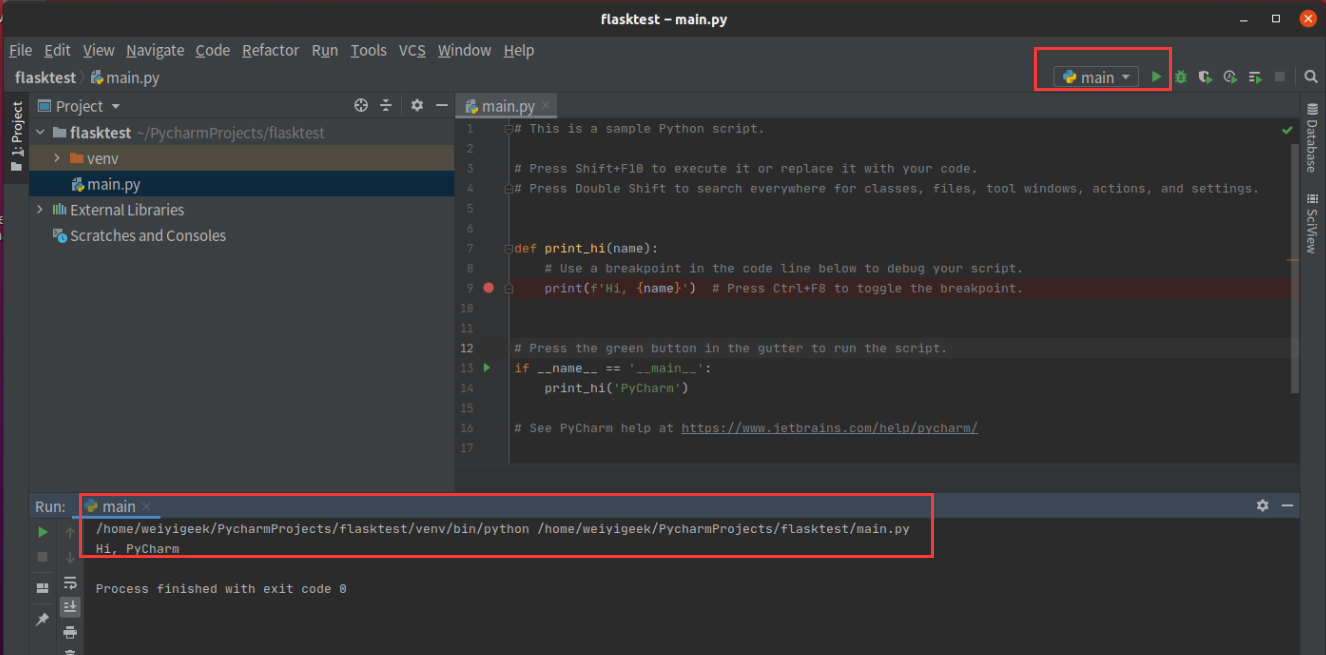 flasktest – main.py
File Edit View Navigate Code Refactor Run Tools VCS Window Help
flasktest main.py
main
1: Project
Project
main.py
flasktest ~/PycharmProjects/flasktest
venv
main.py
External Libraries
Scratches and Consoles
1 # This is a sample Python script.
2
3 # Press Shift+F10 to execute it or replace it with your code.
4 # Press Double Shift to search everywhere for classes, files, tool windows, actions, and settings.
5
6
7 def print_hi(name):
8 # Use a breakpoint in the code line below to debug your script.
9 print(f'Hi, {name}') # Press Ctrl+F8 to toggle the breakpoint.
10
11
12 # Press the green button in the gutter to run the script.
13 if __name__ == '__main__':
14 print_hi('PyCharm')
15
16 # See PyCharm help at https://www.jetbrains.com/help/pycharm/
17
Database
SciView
Run: main
/home/weiyigeek/PycharmProjects/flasktest/venv/bin/python /home/weiyigeek/PycharmProjects/flasktest/main.py
Hi, PyCharm
Process finished with exit code 0